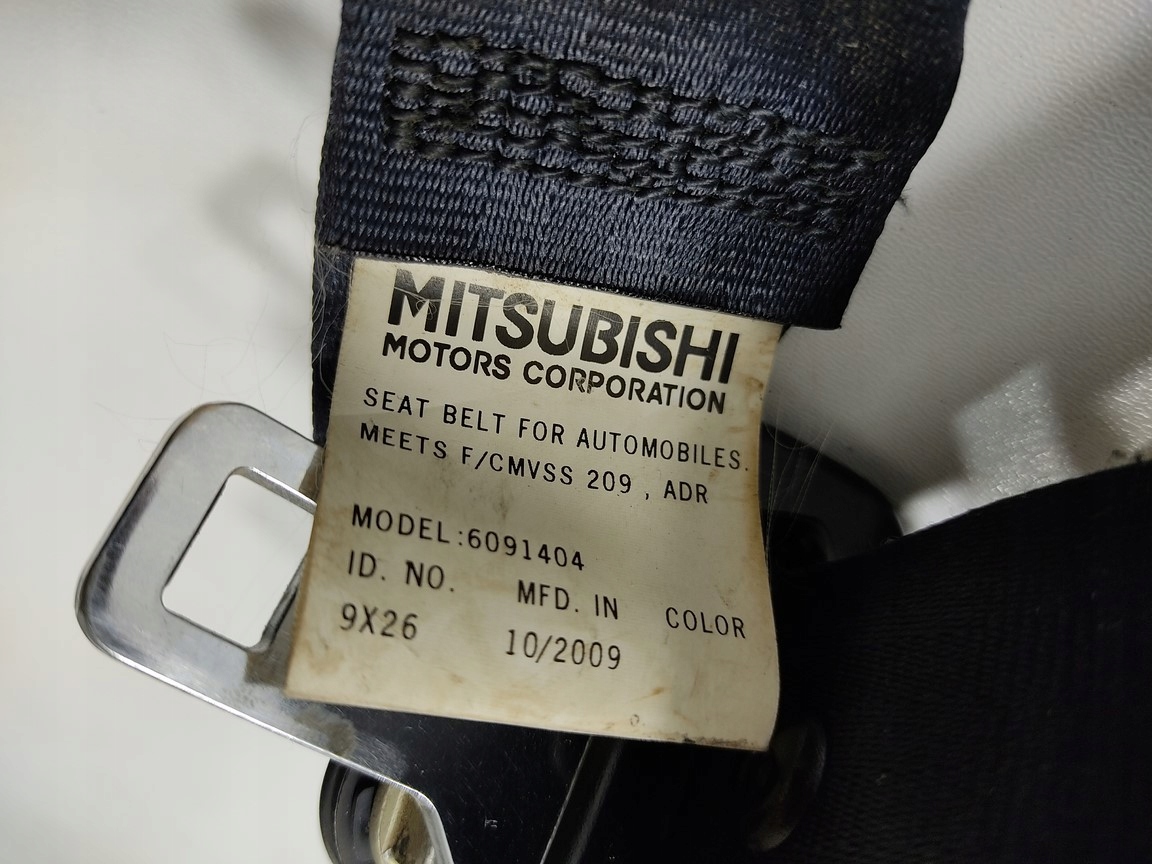 MITSUBISHI
MOTORS CORPORATION
SEAT BELT FOR AUTOMOBILES.
MEETS F/CMVSS 209 , ADR
MODEL:6091404
ID. NO. MFD. IN COLOR
9X26 10/2009